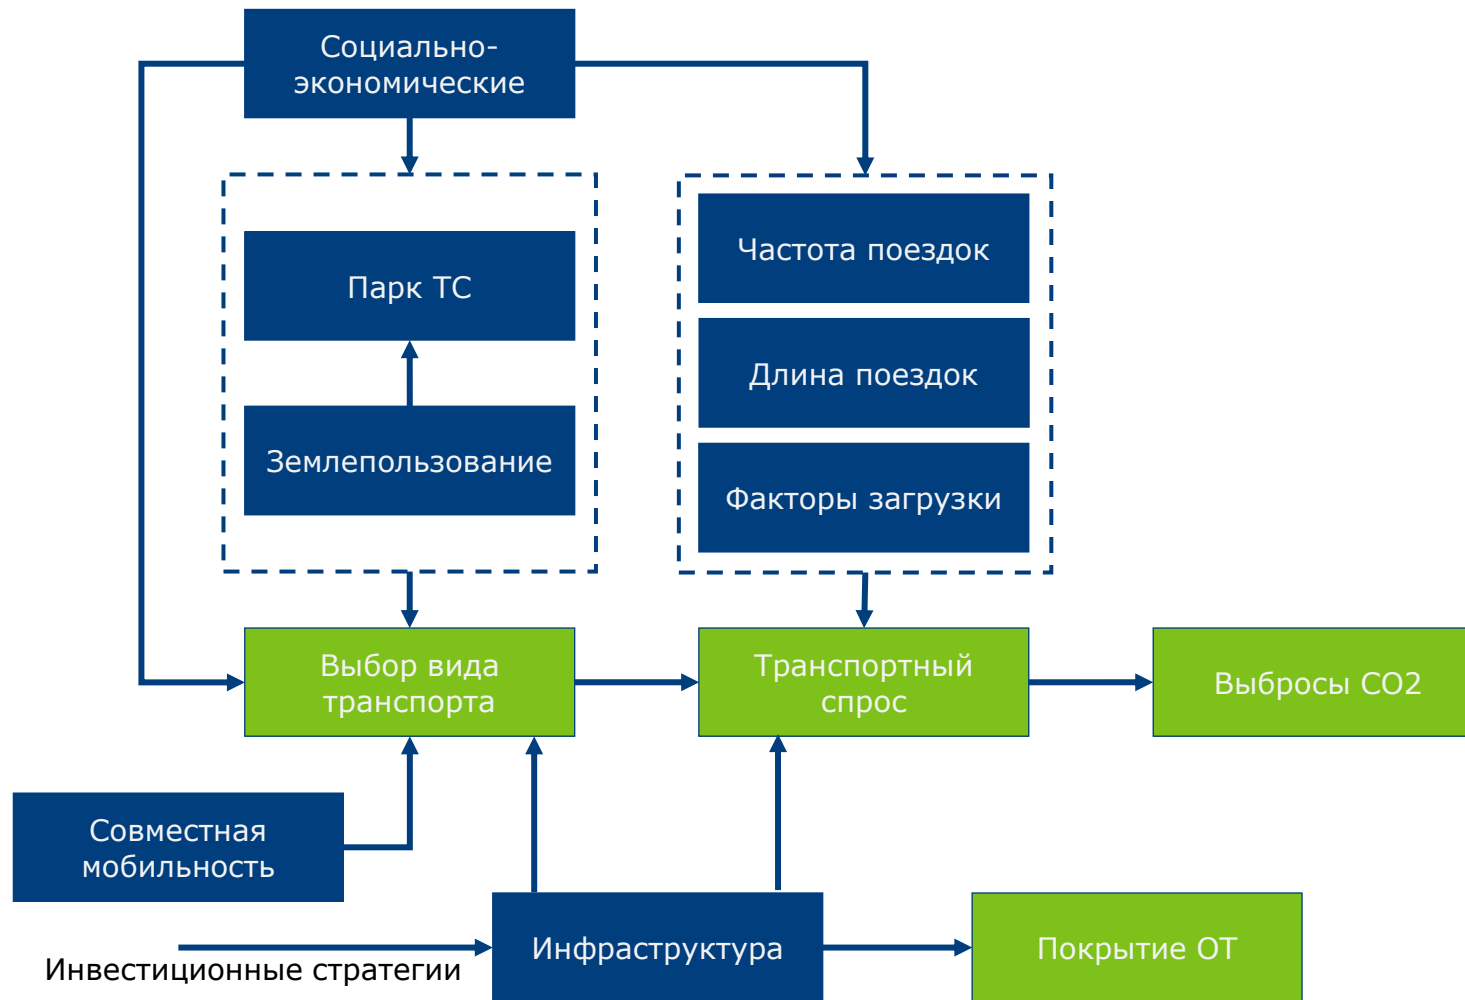 Социально-
экономические
Парк ТС
Землепользование
Частота поездок
Длина поездок
Факторы загрузки
Выбор вида
транспорта
Транспортный
спрос
Выбросы СО2
Совместная
мобильность
Инвестиционные стратегии
Инфраструктура
Покрытие ОТ